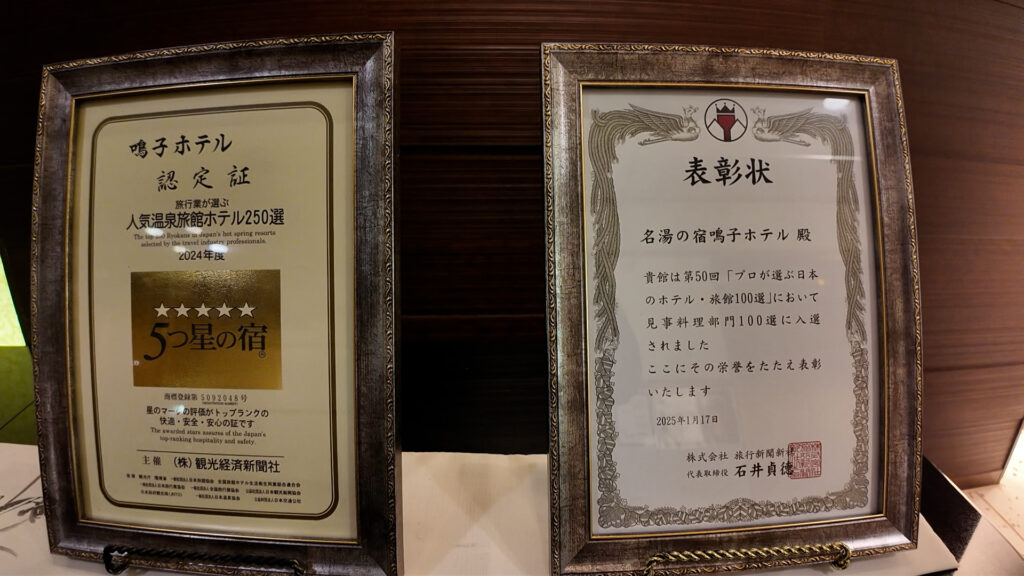 鳴子ホテル
認定証
旅行業が選ぶ
人気温泉旅館ホテル250選
The top 250 Ryokans in Japan's hot spring resorts
selected by the travel industry professionals.
2024年度
★★★★★
5つ星の宿®
商標登録第5092048号
星のマークの評価がトップランクの
快適・安全・安心の証です
The awarded stars assures of the Japan's
top-ranking hospitality and safety.
主催 (株)観光経済新聞社
表彰状
名湯の宿鳴子ホテル 殿
貴館は第50回「プロが選ぶ日本
のホテル・旅館100選」において
見事料理部門100選に入選
されました
ここにその栄誉をたたえ表彰
いたします
2025年1月17日
株式会社 旅行新聞新社
代表取締役 石井貞徳